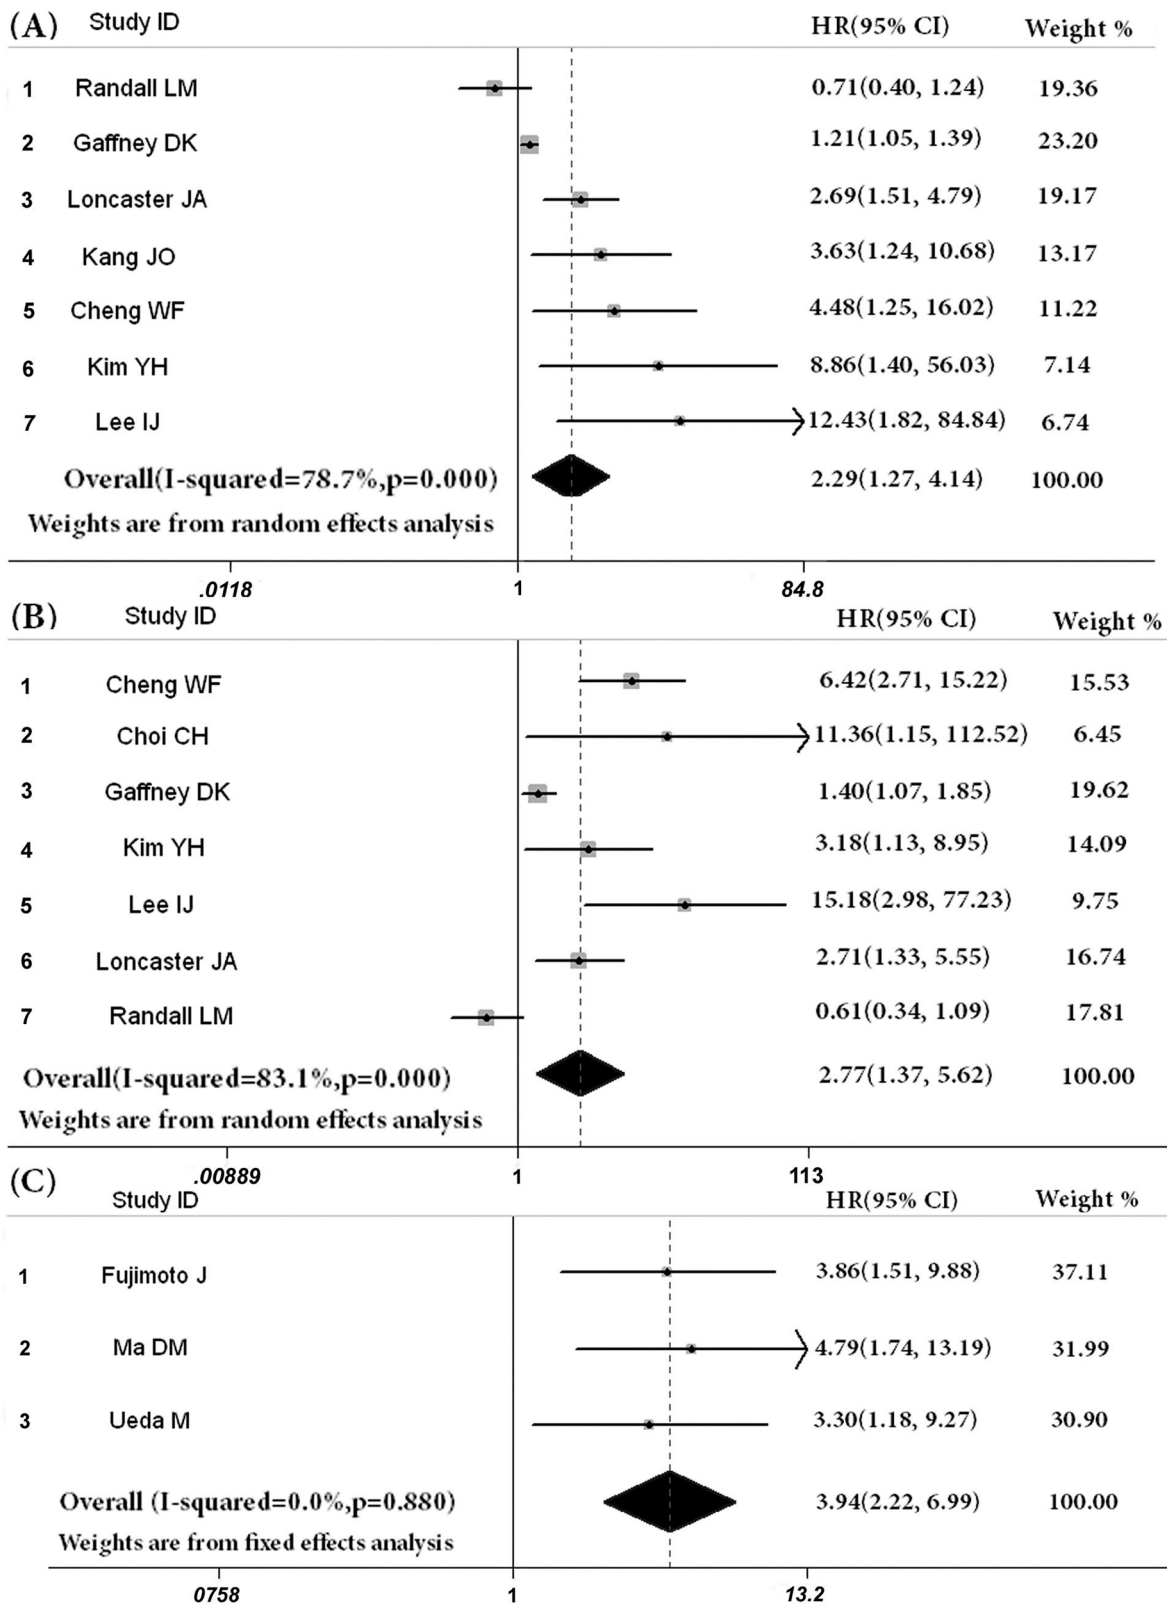 (A) Study ID HR(95% CI) Weight %
1 Randall LM 0.71(0.40, 1.24) 19.36
2 Gaffney DK 1.21(1.05, 1.39) 23.20
3 Loncaster JA 2.69(1.51, 4.79) 19.17
4 Kang JO 3.63(1.24, 10.68) 13.17
5 Cheng WF 4.48(1.25, 16.02) 11.22
6 Kim YH 8.86(1.40, 56.03) 7.14
7 Lee IJ 12.43(1.82, 84.84) 6.74
Overall(I-squared=78.7%,p=0.000) 2.29(1.27, 4.14) 100.00
Weights are from random effects analysis
.0118 1 84.8
(B) Study ID HR(95% CI) Weight %
1 Cheng WF 6.42(2.71, 15.22) 15.53
2 Choi CH 11.36(1.15, 112.52) 6.45
3 Gaffney DK 1.40(1.07, 1.85) 19.62
4 Kim YH 3.18(1.13, 8.95) 14.09
5 Lee IJ 15.18(2.98, 77.23) 9.75
6 Loncaster JA 2.71(1.33, 5.55) 16.74
7 Randall LM 0.61(0.34, 1.09) 17.81
Overall(I-squared=83.1%,p=0.000) 2.77(1.37, 5.62) 100.00
Weights are from random effects analysis
.00889 1 113
(C) Study ID HR(95% CI) Weight %
1 Fujimoto J 3.86(1.51, 9.88) 37.11
2 Ma DM 4.79(1.74, 13.19) 31.99
3 Ueda M 3.30(1.18, 9.27) 30.90
Overall (I-squared=0.0%,p=0.880) 3.94(2.22, 6.99) 100.00
Weights are from fixed effects analysis
0758 1 13.2